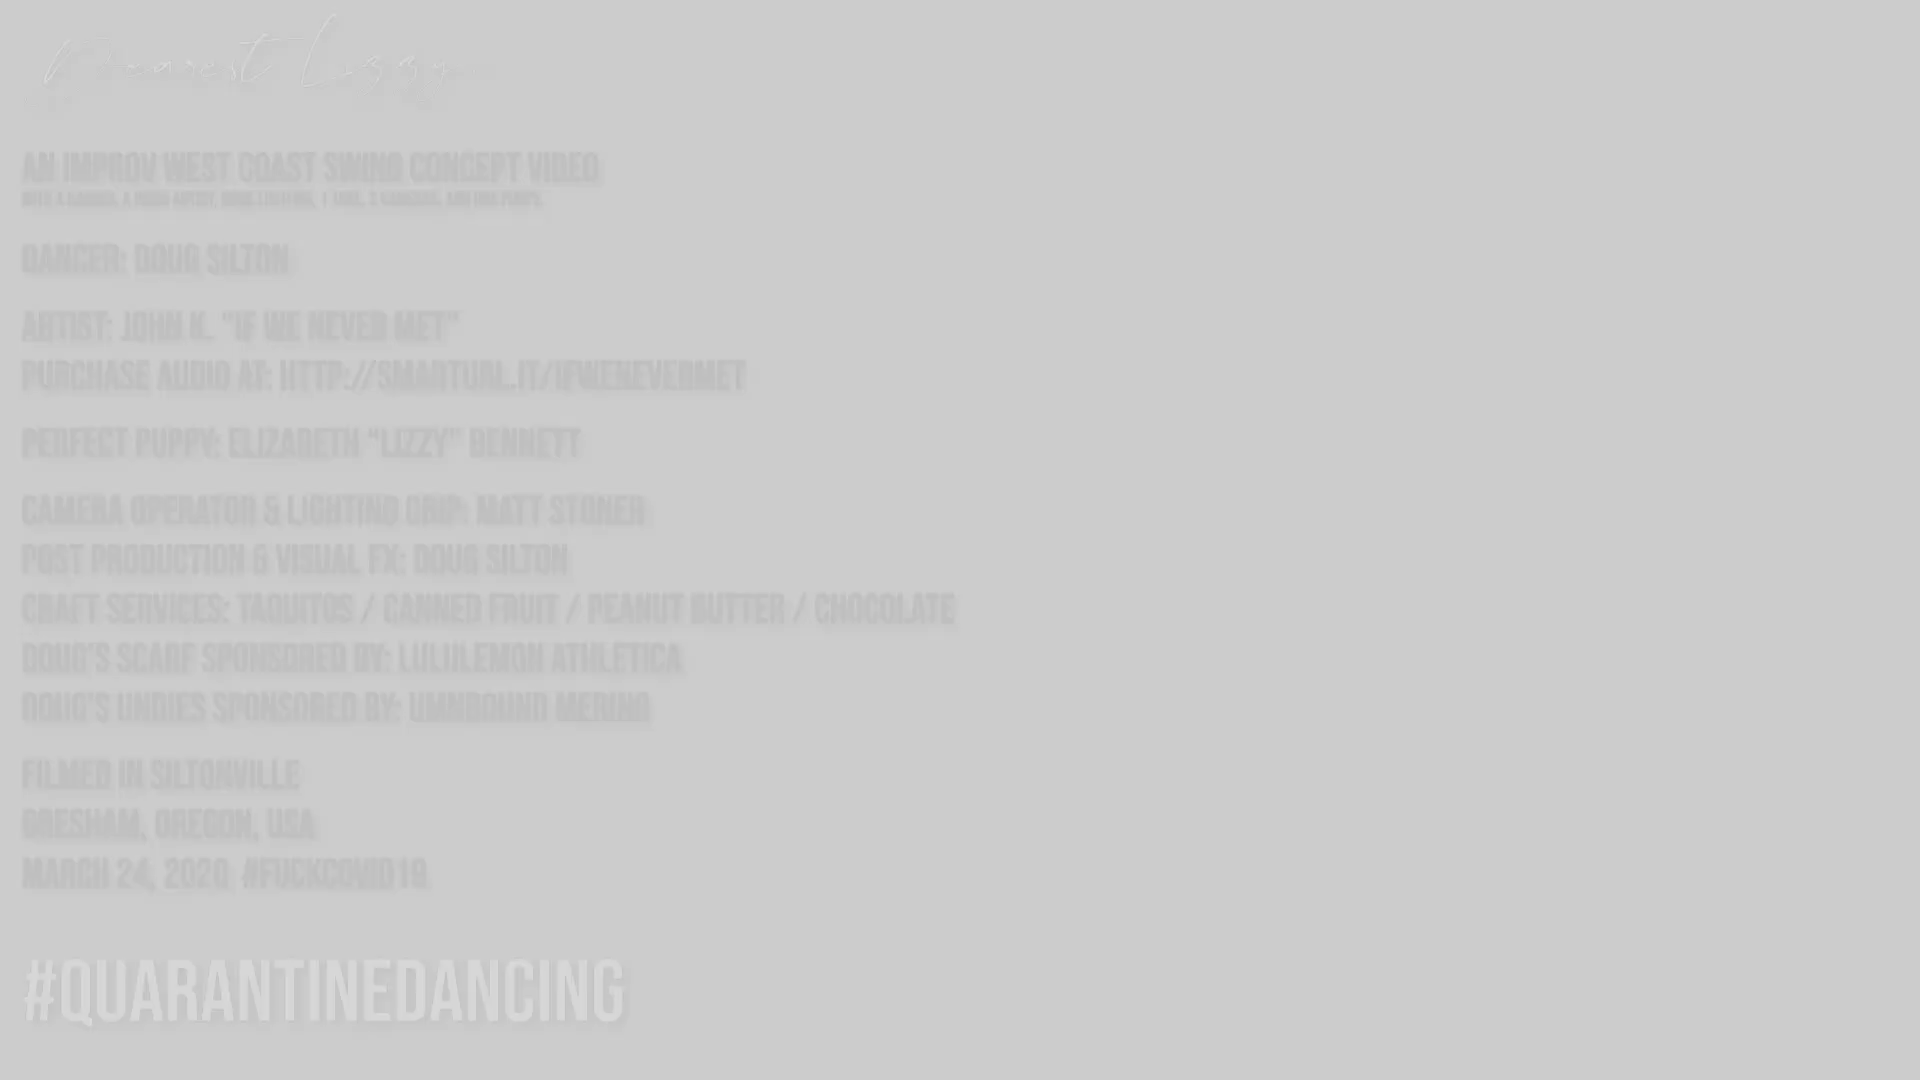 Dearest Lizzy
AN IMPROV WEST COAST SWING CONCEPT VIDEO
DANCER: DOUG SILTON
ARTIST: JOHN K. "IF WE NEVER MET"
PURCHASE AUDIO AT: HTTP://SMARTURL.IT/IFWENEVERMET
PERFECT PUPPY: ELIZABETH “LIZZY” BENNETT
CAMERA OPERATOR & LIGHTING GRIP: MATT STONER
POST PRODUCTION & VISUAL FX: DOUG SILTON
CRAFT SERVICES: TAQUITOS / CANNED FRUIT / PEANUT BUTTER / CHOCOLATE
DOUG'S SCARF SPONSORED BY: LULULEMON ATHLETICA
DOUG'S UNDIES SPONSORED BY: MERINO
FILMED IN SILTONVILLE
GRESHAM, OREGON, USA
MARCH 24, 2020 #FUCKCOVID19
#QUARANTINEDANCING